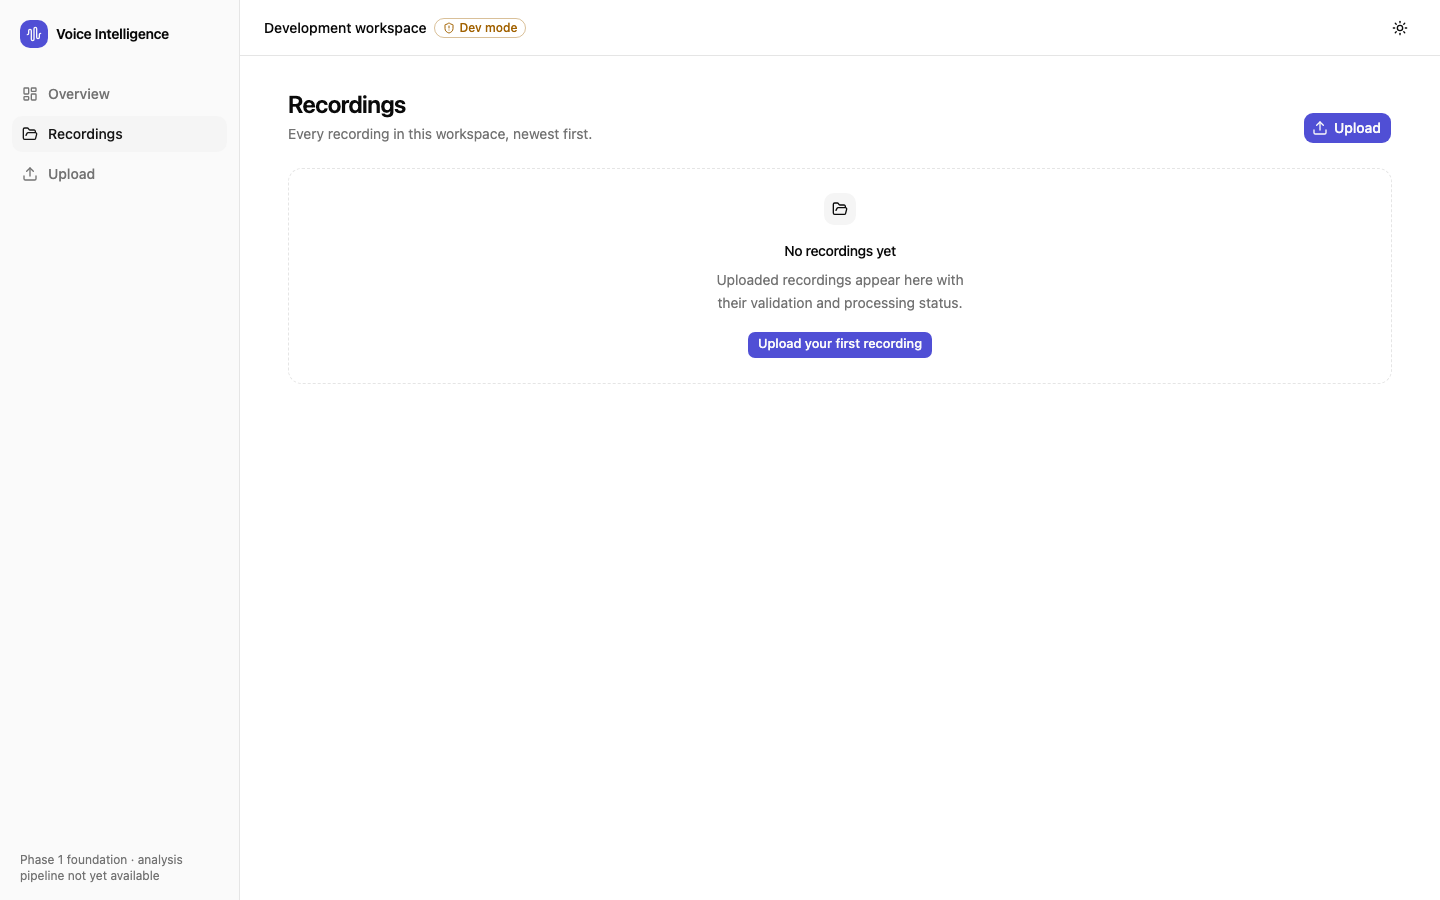 Voice Intelligence
Overview
Recordings
Upload
Phase 1 foundation · analysis
pipeline not yet available
Development workspace
Dev mode
Recordings
Every recording in this workspace, newest first.
Upload
No recordings yet
Uploaded recordings appear here with
their validation and processing status.
Upload your first recording